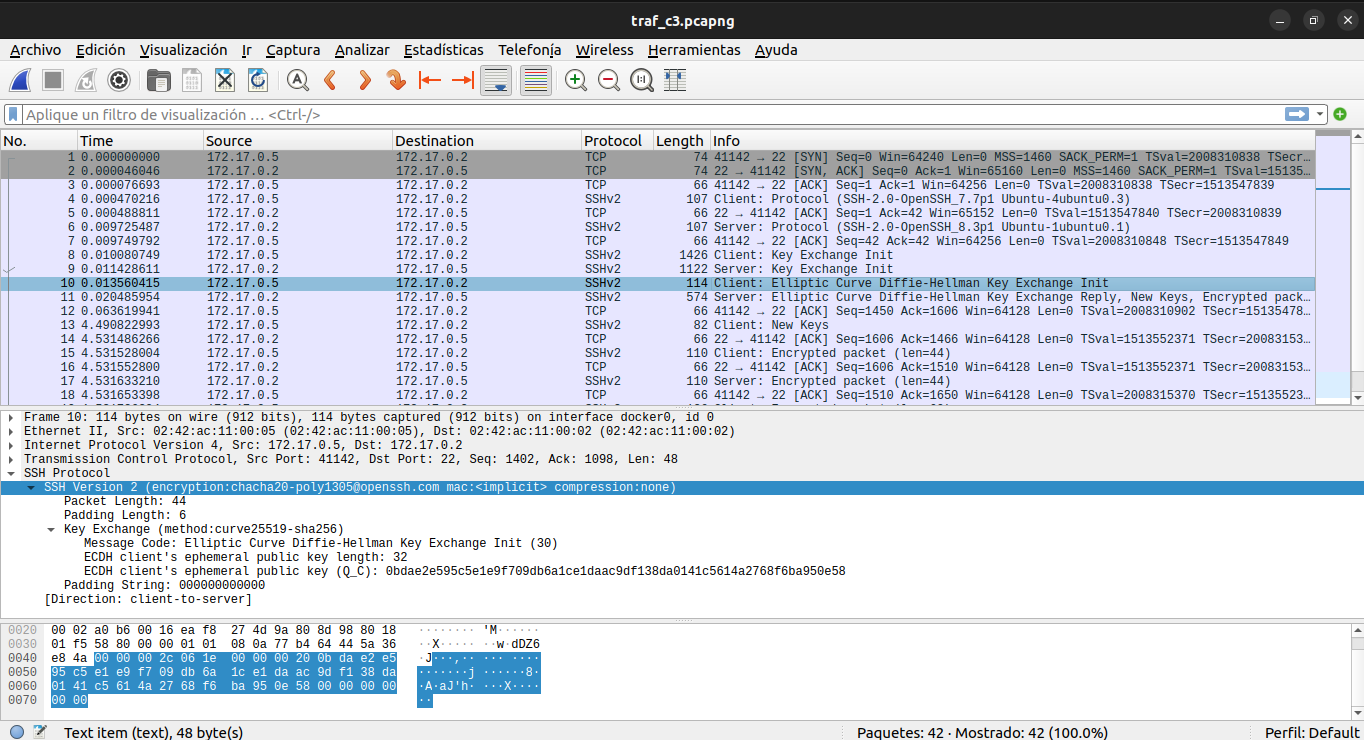 traf_c3.pcapng
Archivo Edición Visualización Ir Captura Analizar Estadísticas Telefonía Wireless Herramientas Ayuda
Aplique un filtro de visualización … <Ctrl-/>
No. Time Source Destination Protocol Length Info
1 0.000000000 172.17.0.5 172.17.0.2 TCP 74 41142 → 22 [SYN] Seq=0 Win=64240 Len=0 MSS=1460 SACK_PERM=1 TSval=2008310838 TSecr…
2 0.000046046 172.17.0.2 172.17.0.5 TCP 74 22 → 41142 [SYN, ACK] Seq=0 Ack=1 Win=65160 Len=0 MSS=1460 SACK_PERM=1 TSval=15135…
3 0.000076693 172.17.0.5 172.17.0.2 TCP 66 41142 → 22 [ACK] Seq=1 Ack=1 Win=64256 Len=0 TSval=2008310838 TSecr=1513547839
4 0.000470216 172.17.0.5 172.17.0.2 SSHv2 107 Client: Protocol (SSH-2.0-OpenSSH_7.7p1 Ubuntu-4ubuntu0.3)
5 0.000488811 172.17.0.2 172.17.0.5 TCP 66 22 → 41142 [ACK] Seq=1 Ack=42 Win=65152 Len=0 TSval=1513547840 TSecr=2008310839
6 0.009725487 172.17.0.2 172.17.0.5 SSHv2 107 Server: Protocol (SSH-2.0-OpenSSH_8.3p1 Ubuntu-1ubuntu0.1)
7 0.009749792 172.17.0.5 172.17.0.2 TCP 66 41142 → 22 [ACK] Seq=42 Ack=42 Win=64256 Len=0 TSval=2008310848 TSecr=1513547849
8 0.010080749 172.17.0.5 172.17.0.2 SSHv2 1426 Client: Key Exchange Init
9 0.011428611 172.17.0.2 172.17.0.5 SSHv2 1122 Server: Key Exchange Init
10 0.013560415 172.17.0.5 172.17.0.2 SSHv2 114 Client: Elliptic Curve Diffie-Hellman Key Exchange Init
11 0.020485954 172.17.0.2 172.17.0.5 SSHv2 574 Server: Elliptic Curve Diffie-Hellman Key Exchange Reply, New Keys, Encrypted pack…
12 0.063619941 172.17.0.5 172.17.0.2 TCP 66 41142 → 22 [ACK] Seq=1450 Ack=1606 Win=64128 Len=0 TSval=2008310902 TSecr=15135478…
13 4.490822993 172.17.0.5 172.17.0.2 SSHv2 82 Client: New Keys
14 4.531486266 172.17.0.2 172.17.0.5 TCP 66 22 → 41142 [ACK] Seq=1606 Ack=1466 Win=64128 Len=0 TSval=1513552371 TSecr=20083153…
15 4.531528004 172.17.0.5 172.17.0.2 SSHv2 110 Client: Encrypted packet (len=44)
16 4.531552800 172.17.0.2 172.17.0.5 TCP 66 22 → 41142 [ACK] Seq=1606 Ack=1510 Win=64128 Len=0 TSval=1513552371 TSecr=20083153…
17 4.531633210 172.17.0.2 172.17.0.5 SSHv2 110 Server: Encrypted packet (len=44)
18 4.531653398 172.17.0.5 172.17.0.2 TCP 66 41142 → 22 [ACK] Seq=1510 Ack=1650 Win=64128 Len=0 TSval=2008315370 TSecr=15135523…
Frame 10: 114 bytes on wire (912 bits), 114 bytes captured (912 bits) on interface docker0, id 0
Ethernet II, Src: 02:42:ac:11:00:05 (02:42:ac:11:00:05), Dst: 02:42:ac:11:00:02 (02:42:ac:11:00:02)
Internet Protocol Version 4, Src: 172.17.0.5, Dst: 172.17.0.2
Transmission Control Protocol, Src Port: 41142, Dst Port: 22, Seq: 1402, Ack: 1098, Len: 48
SSH Protocol
SSH Version 2 (encryption:chacha20-poly1305@openssh.com mac:<implicit> compression:none)
Packet Length: 44
Padding Length: 6
Key Exchange (method:curve25519-sha256)
Message Code: Elliptic Curve Diffie-Hellman Key Exchange Init (30)
ECDH client's ephemeral public key length: 32
ECDH client's ephemeral public key (Q_C): 0bdae2e595c5e1e9f709db6a1ce1daac9df138da0141c5614a2768f6ba950e58
Padding String: 000000000000
[Direction: client-to-server]
0020 00 02 a0 b6 00 16 ea f8 27 4d 9a 80 8d 98 80 18 ········ 'M······
0030 01 f5 58 80 00 00 01 01 08 0a 77 b4 64 44 5a 36 ··X····· ··w·dDZ6
0040 e8 4a 00 00 00 2c 06 1e 00 00 00 20 0b da e2 e5 ·J···,·· ··· ····
0050 95 c5 e1 e9 f7 09 db 6a 1c e1 da ac 9d f1 38 da ·······j ······8·
0060 01 41 c5 61 4a 27 68 f6 ba 95 0e 58 00 00 00 00 ·A·aJ'h· ···X····
0070 00 00 ··
Text item (text), 48 byte(s) Paquetes: 42 · Mostrado: 42 (100.0%) Perfil: Default